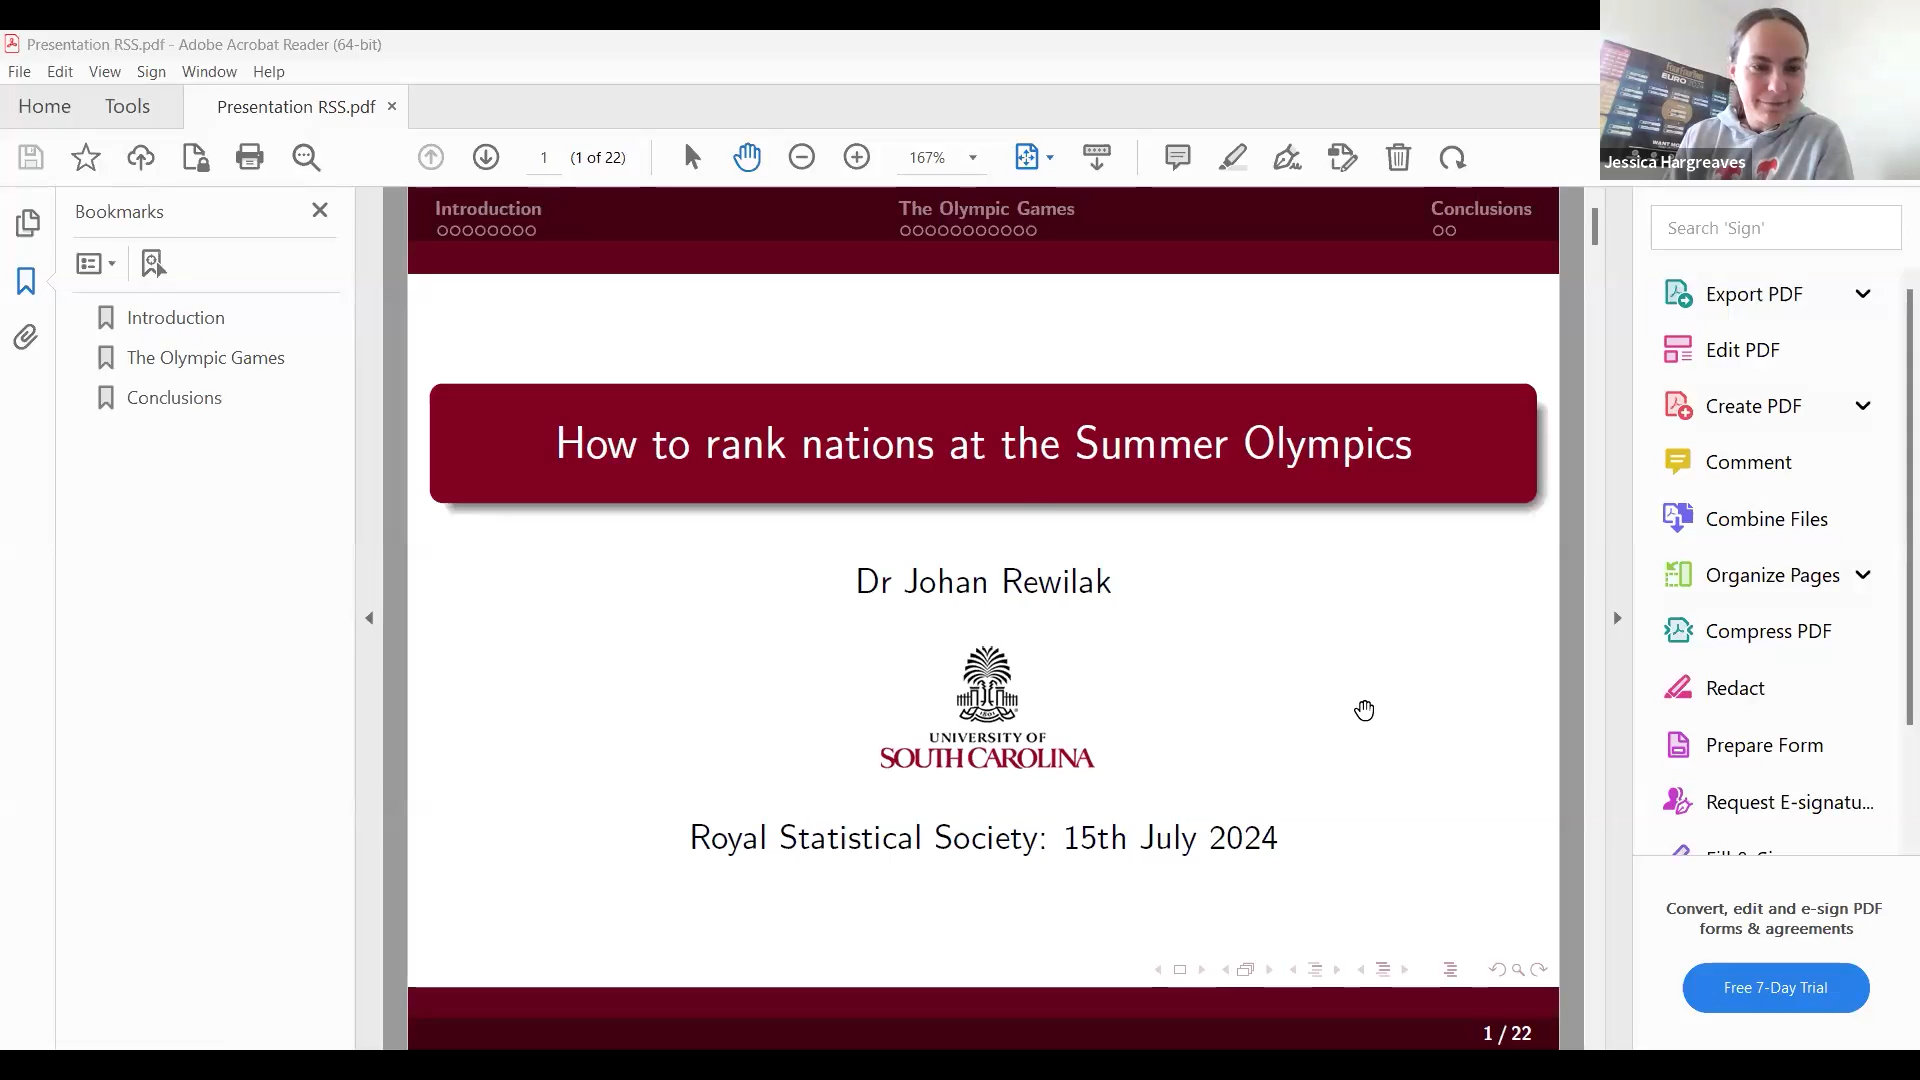 Presentation RSS.pdf - Adobe Acrobat Reader (64-bit)
File Edit View Sign Window Help
Home Tools Presentation RSS.pdf ×
1 (1 of 22) 167%
FourFourTwo
EURO2024
Jessica Hargreaves
Bookmarks
Introduction
The Olympic Games
Conclusions
Introduction The Olympic Games Conclusions
How to rank nations at the Summer Olympics
Dr Johan Rewilak
UNIVERSITY OF
SOUTH CAROLINA
Royal Statistical Society: 15th July 2024
1 / 22
Search 'Sign'
Export PDF
Edit PDF
Create PDF
Comment
Combine Files
Organize Pages
Compress PDF
Redact
Prepare Form
Request E-signatu...
Convert, edit and e-sign PDF
forms & agreements
Free 7-Day Trial